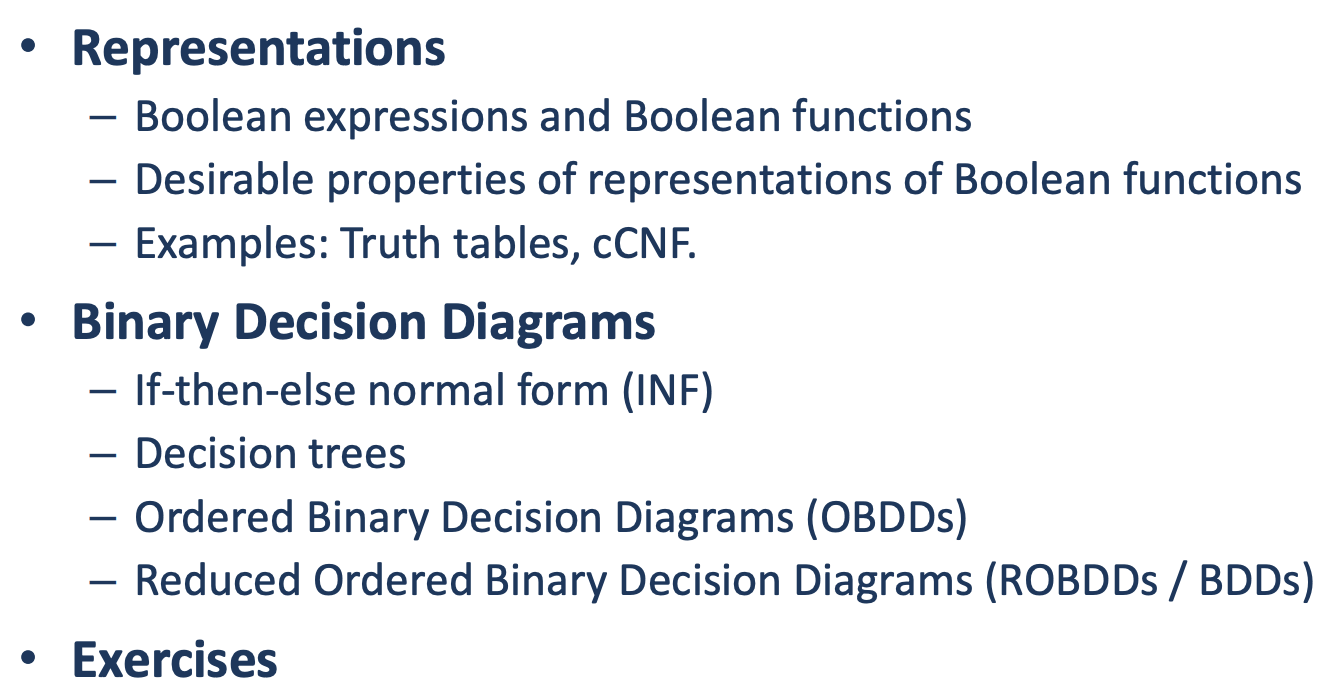 • Representations
– Boolean expressions and Boolean functions
– Desirable properties of representations of Boolean functions
– Examples: Truth tables, cCNF.
• Binary Decision Diagrams
– If-then-else normal form (INF)
– Decision trees
– Ordered Binary Decision Diagrams (OBDDs)
– Reduced Ordered Binary Decision Diagrams (ROBDDs / BDDs)
• Exercises